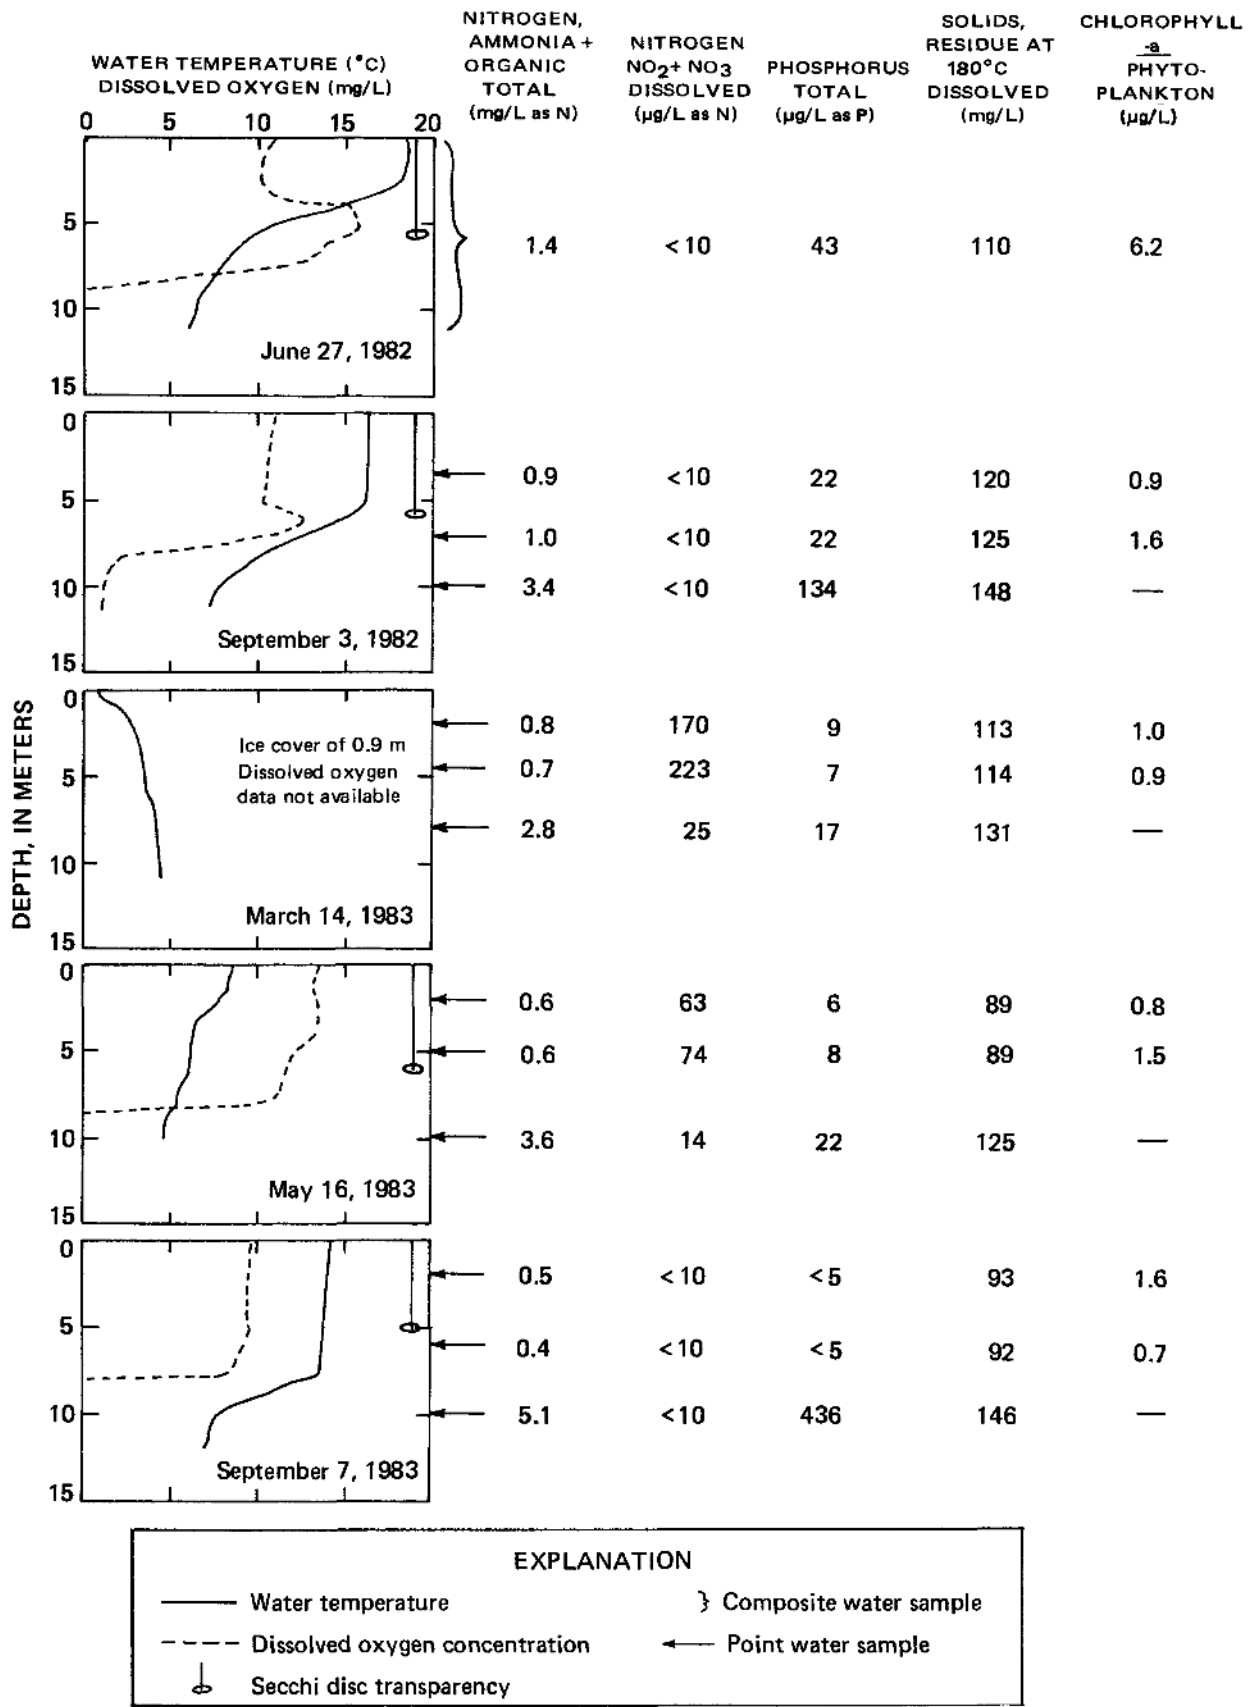 WATER TEMPERATURE (°C)
DISSOLVED OXYGEN (mg/L)
NITROGEN,
AMMONIA +
ORGANIC
TOTAL
(mg/L as N)
NITROGEN
NO₂+ NO₃
DISSOLVED
(µg/L as N)
PHOSPHORUS
TOTAL
(µg/L as P)
SOLIDS,
RESIDUE AT
180°C
DISSOLVED
(mg/L)
CHLOROPHYLL
-a
PHYTO-
PLANKTON
(µg/L)
0 5 10 15 20
5
1.4 <10 43 110 6.2
10
June 27, 1982
15
0
0.9 <10 22 120 0.9
5
1.0 <10 22 125 1.6
10 3.4 <10 134 148 —
September 3, 1982
15
DEPTH, IN METERS
0
0.8 170 9 113 1.0
Ice cover of 0.9 m
Dissolved oxygen
data not available
5 0.7 223 7 114 0.9
2.8 25 17 131 —
10
March 14, 1983
15
0
0.6 63 6 89 0.8
5 0.6 74 8 89 1.5
10 3.6 14 22 125 —
May 16, 1983
15
0
0.5 <10 <5 93 1.6
5
0.4 <10 <5 92 0.7
10 5.1 <10 436 146 —
September 7, 1983
15
EXPLANATION
Water temperature } Composite water sample
Dissolved oxygen concentration Point water sample
Secchi disc transparency